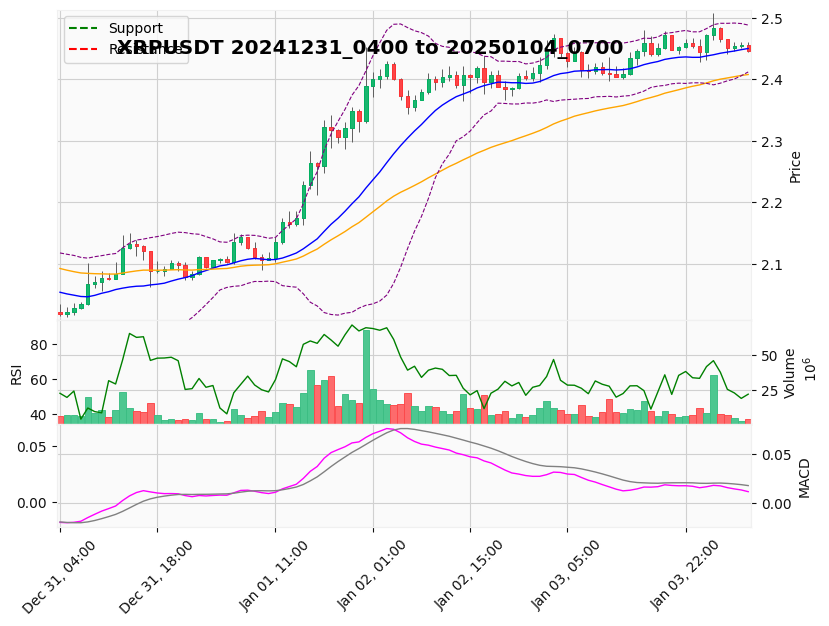 XRPUSDT 20241231_0400 to 20250104_0700
Support
Resistance
2.5
2.4
2.3
2.2
2.1
Price
80
60
40
RSI
50
25
Volume
10^6
0.05
0.00
0.05
0.00
MACD
Dec 31, 04:00
Dec 31, 18:00
Jan 01, 11:00
Jan 02, 01:00
Jan 02, 15:00
Jan 03, 05:00
Jan 03, 22:00